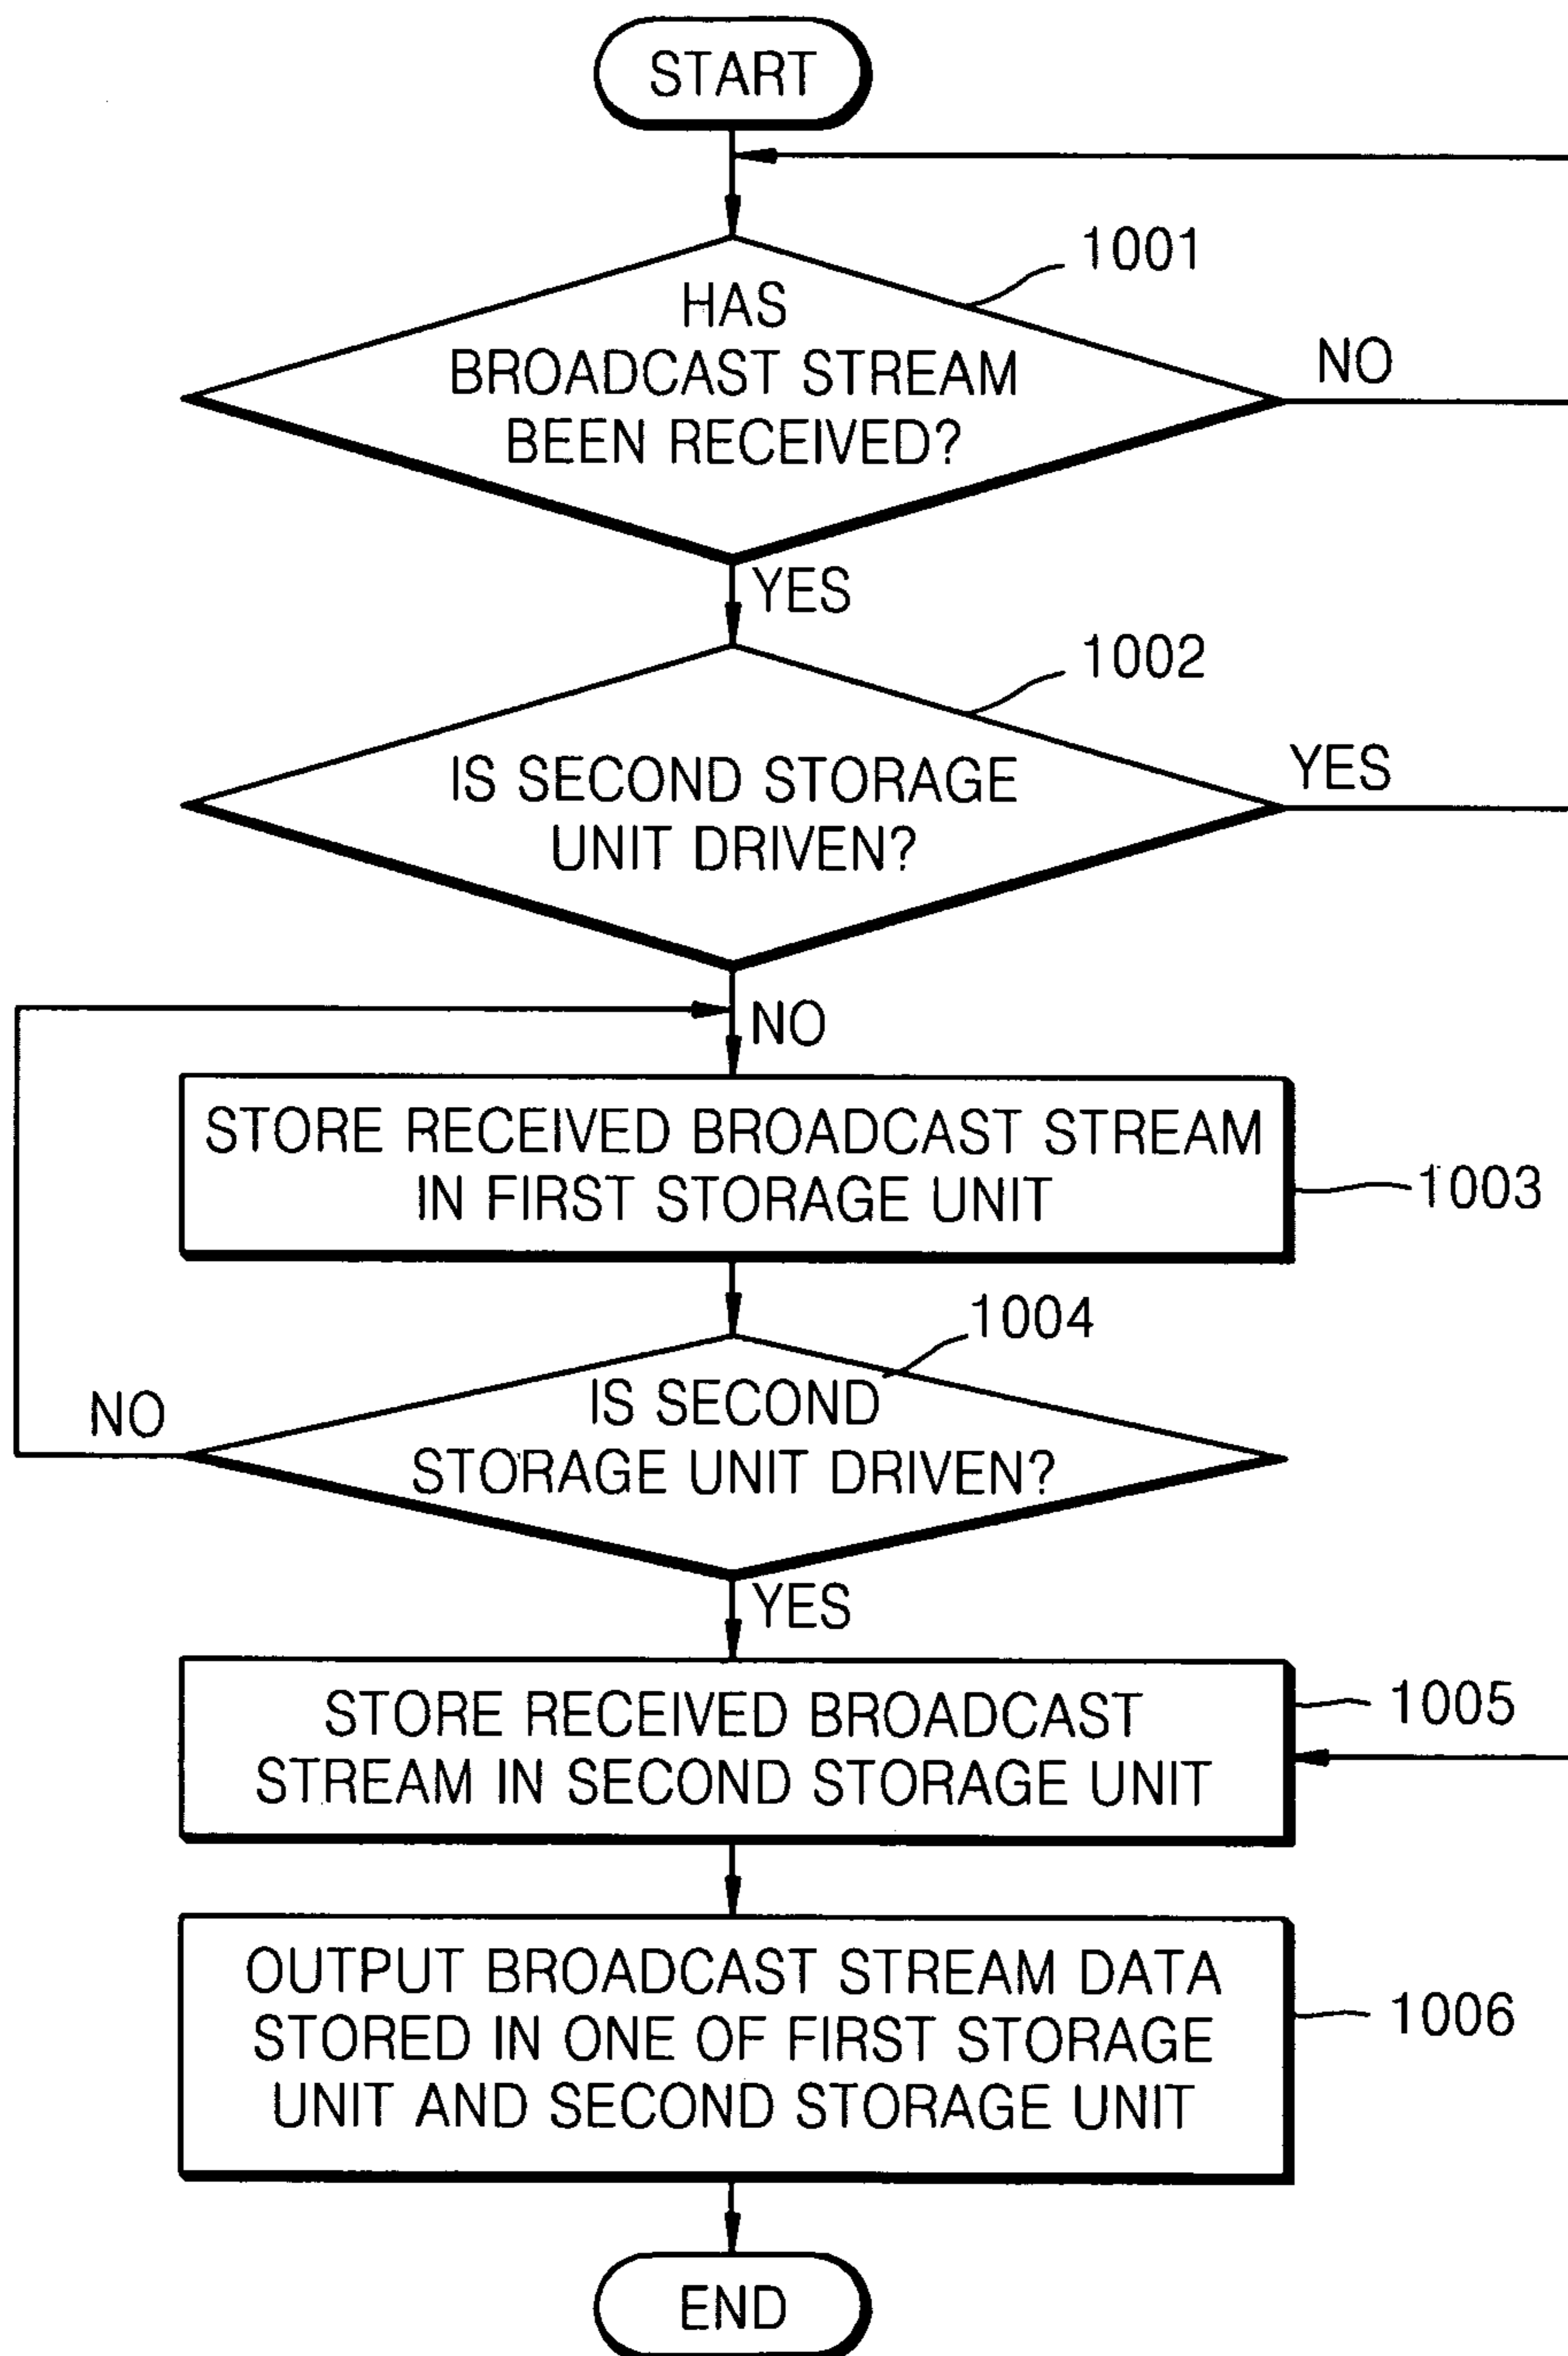 START
1001
HAS
BROADCAST STREAM
BEEN RECEIVED?
NO
YES
1002
IS SECOND STORAGE
UNIT DRIVEN?
YES
NO
STORE RECEIVED BROADCAST STREAM
IN FIRST STORAGE UNIT
1003
1004
IS SECOND
STORAGE UNIT DRIVEN?
NO
YES
STORE RECEIVED BROADCAST
STREAM IN SECOND STORAGE UNIT
1005
OUTPUT BROADCAST STREAM DATA
STORED IN ONE OF FIRST STORAGE
UNIT AND SECOND STORAGE UNIT
1006
END